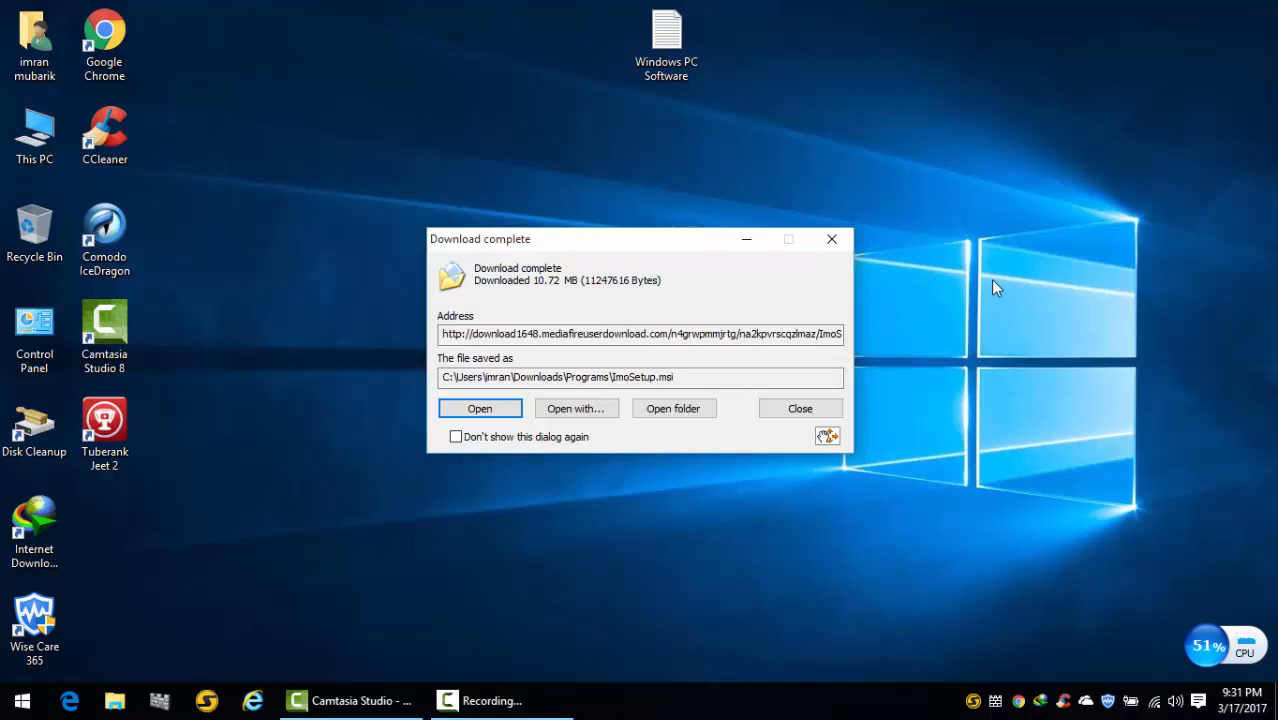 imran
mubarik
Google
Chrome
Windows PC
Software
This PC
CCleaner
Recycle Bin
Comodo
IceDragon
Control
Panel
Camtasia
Studio 8
Disk Cleanup
Tuberank
Jeet 2
Internet
Downlo...
Wise Care
365
Download complete
Download complete
Downloaded 10.72 MB (11247616 Bytes)
Address
http://download1648.mediafireuserdownload.com/n4grwpmmjrtg/na2kpvrscqzlmaz/ImoS
The file saved as
C:\Users\imran\Downloads\Programs\ImoSetup.msi
Open
Open with...
Open folder
Close
Don't show this dialog again
51%
CPU
Camtasia Studio - ...
Recording...
9:31 PM
3/17/2017